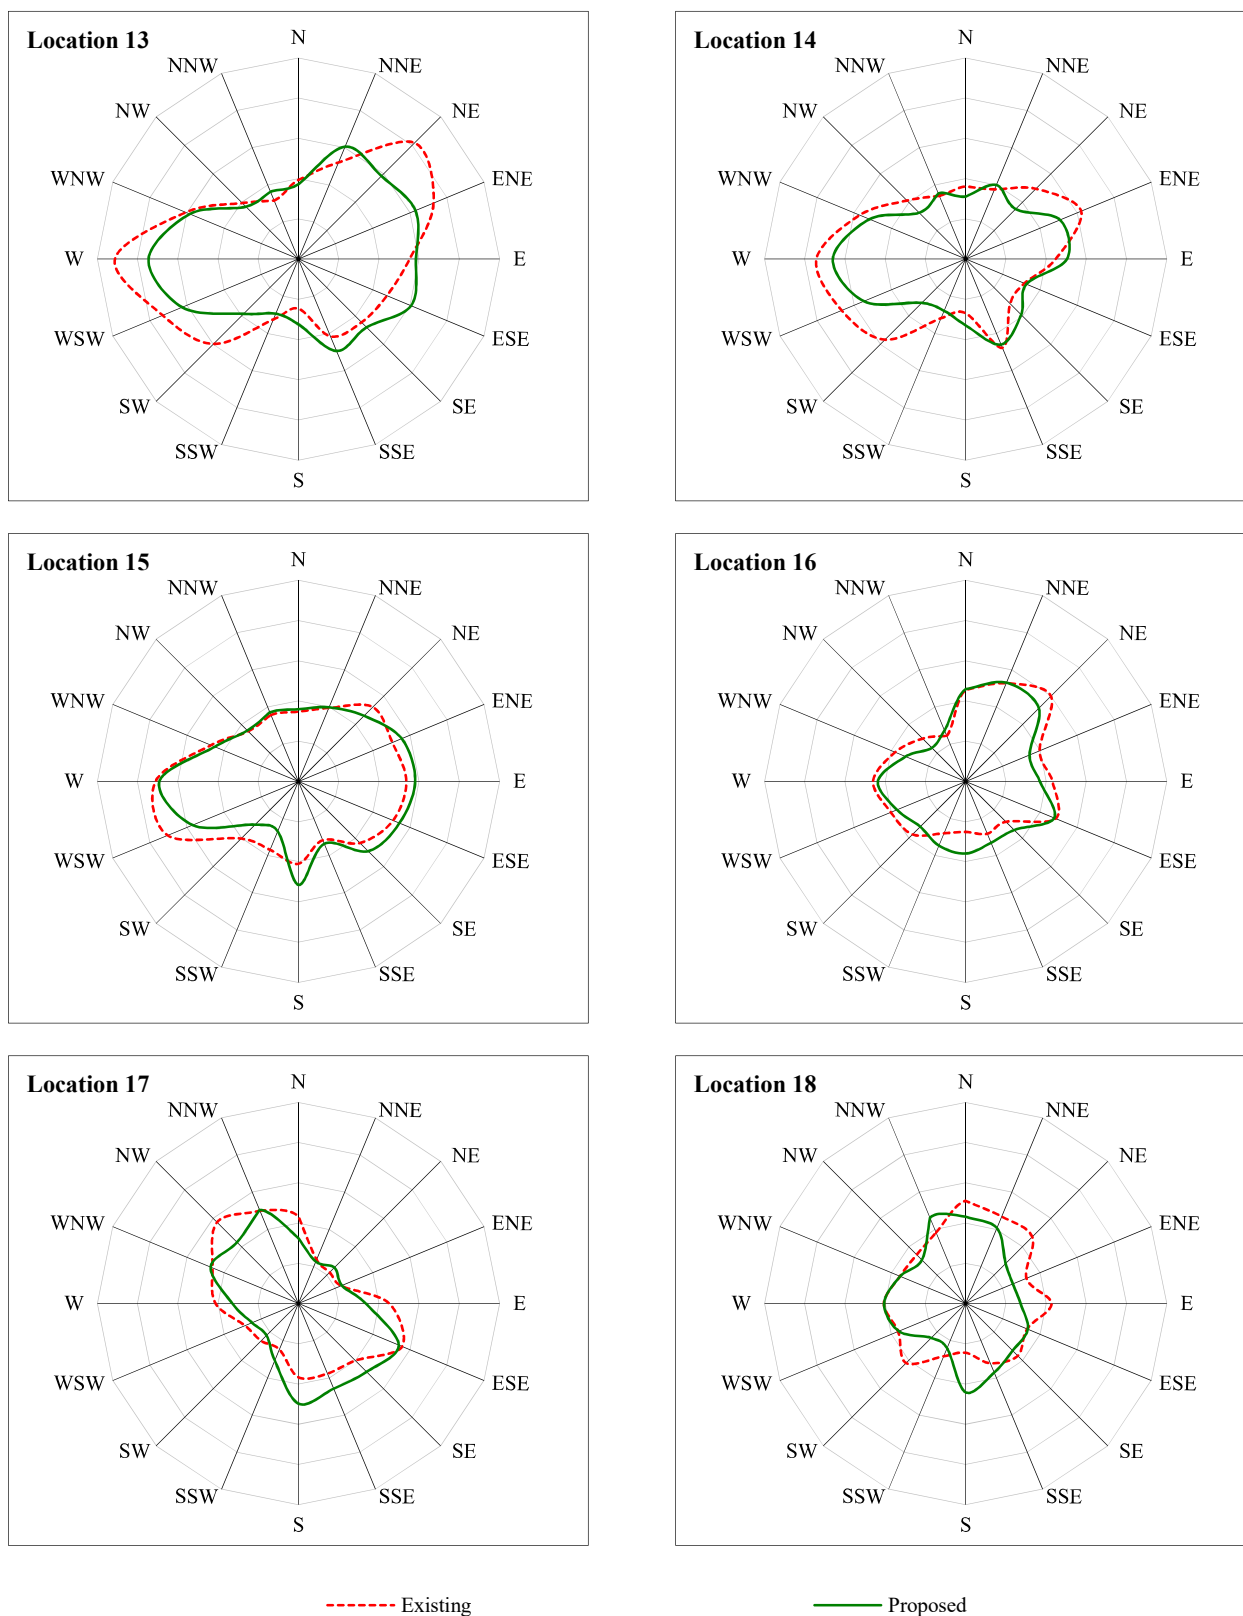 Location 13
N
NNW
NNE
NW
NE
WNW
ENE
W
E
WSW
ESE
SW
SE
SSW
SSE
S
Location 14
N
NNW
NNE
NW
NE
WNW
ENE
W
E
WSW
ESE
SW
SE
SSW
SSE
S
Location 15
N
NNW
NNE
NW
NE
WNW
ENE
W
E
WSW
ESE
SW
SE
SSW
SSE
S
Location 16
N
NNW
NNE
NW
NE
WNW
ENE
W
E
WSW
ESE
SW
SE
SSW
SSE
S
Location 17
N
NNW
NNE
NW
NE
WNW
ENE
W
E
WSW
ESE
SW
SE
SSW
SSE
S
Location 18
N
NNW
NNE
NW
NE
WNW
ENE
W
E
WSW
ESE
SW
SE
SSW
SSE
S
Existing
Proposed